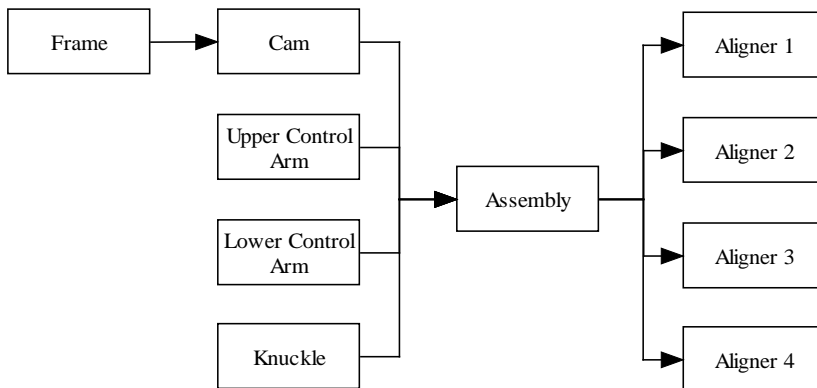 Frame
Cam
Upper Control
Arm
Lower Control
Arm
Knuckle
Assembly
Aligner 1
Aligner 2
Aligner 3
Aligner 4